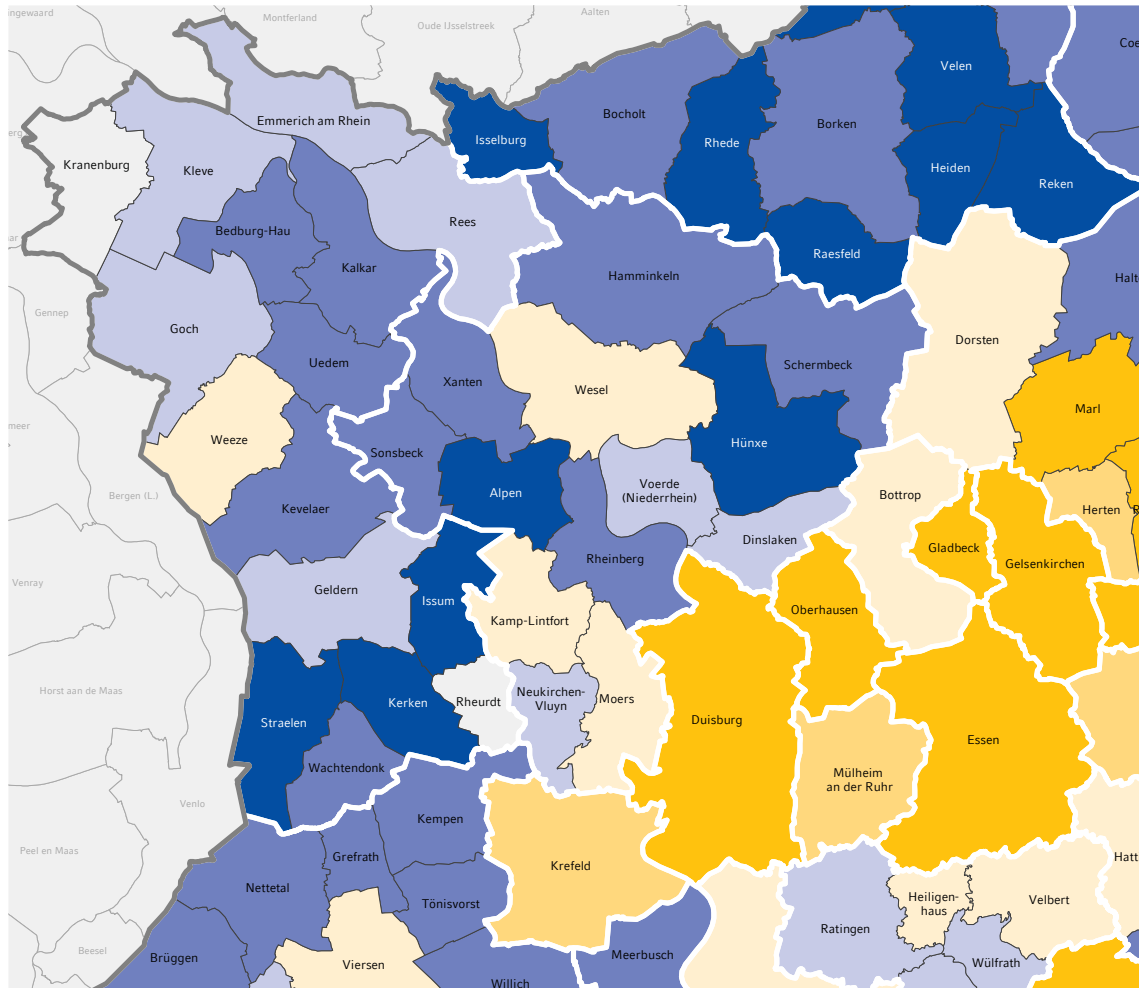 angewaard
Montferland
Oude IJsselstreek
Aalten
Coe
Velen
Bocholt
Borken
Emmerich am Rhein
Isselburg
Rhede
Kranenburg
Kleve
Heiden
Reken
Rees
Bedburg-Hau
Kalkar
Hamminkeln
Raesfeld
Halte
Gennep
Goch
Dorsten
Uedem
Schermbeck
Xanten
Wesel
Marl
meer
Weeze
Hünxe
Sonsbeck
Voerde
(Niederrhein)
Alpen
Bottrop
Bergen (L.)
Kevelaer
Herten
R
Dinslaken
Gladbeck
Rheinberg
Gelsenkirchen
Venray
Geldern
Issum
Oberhausen
Kamp-Lintfort
Horst aan de Maas
Neukirchen-
Vluyn
Rheurdt
Moers
Kerken
Straelen
Duisburg
Essen
Wachtendonk
Mülheim
an der Ruhr
Venlo
Kempen
Peel en Maas
Grefrath
Hatt
Krefeld
Nettetal
Tönisvorst
Heiligen-
haus
Velbert
Ratingen
Beesel
Brüggen
Viersen
Meerbusch
Wülfrath
Willich